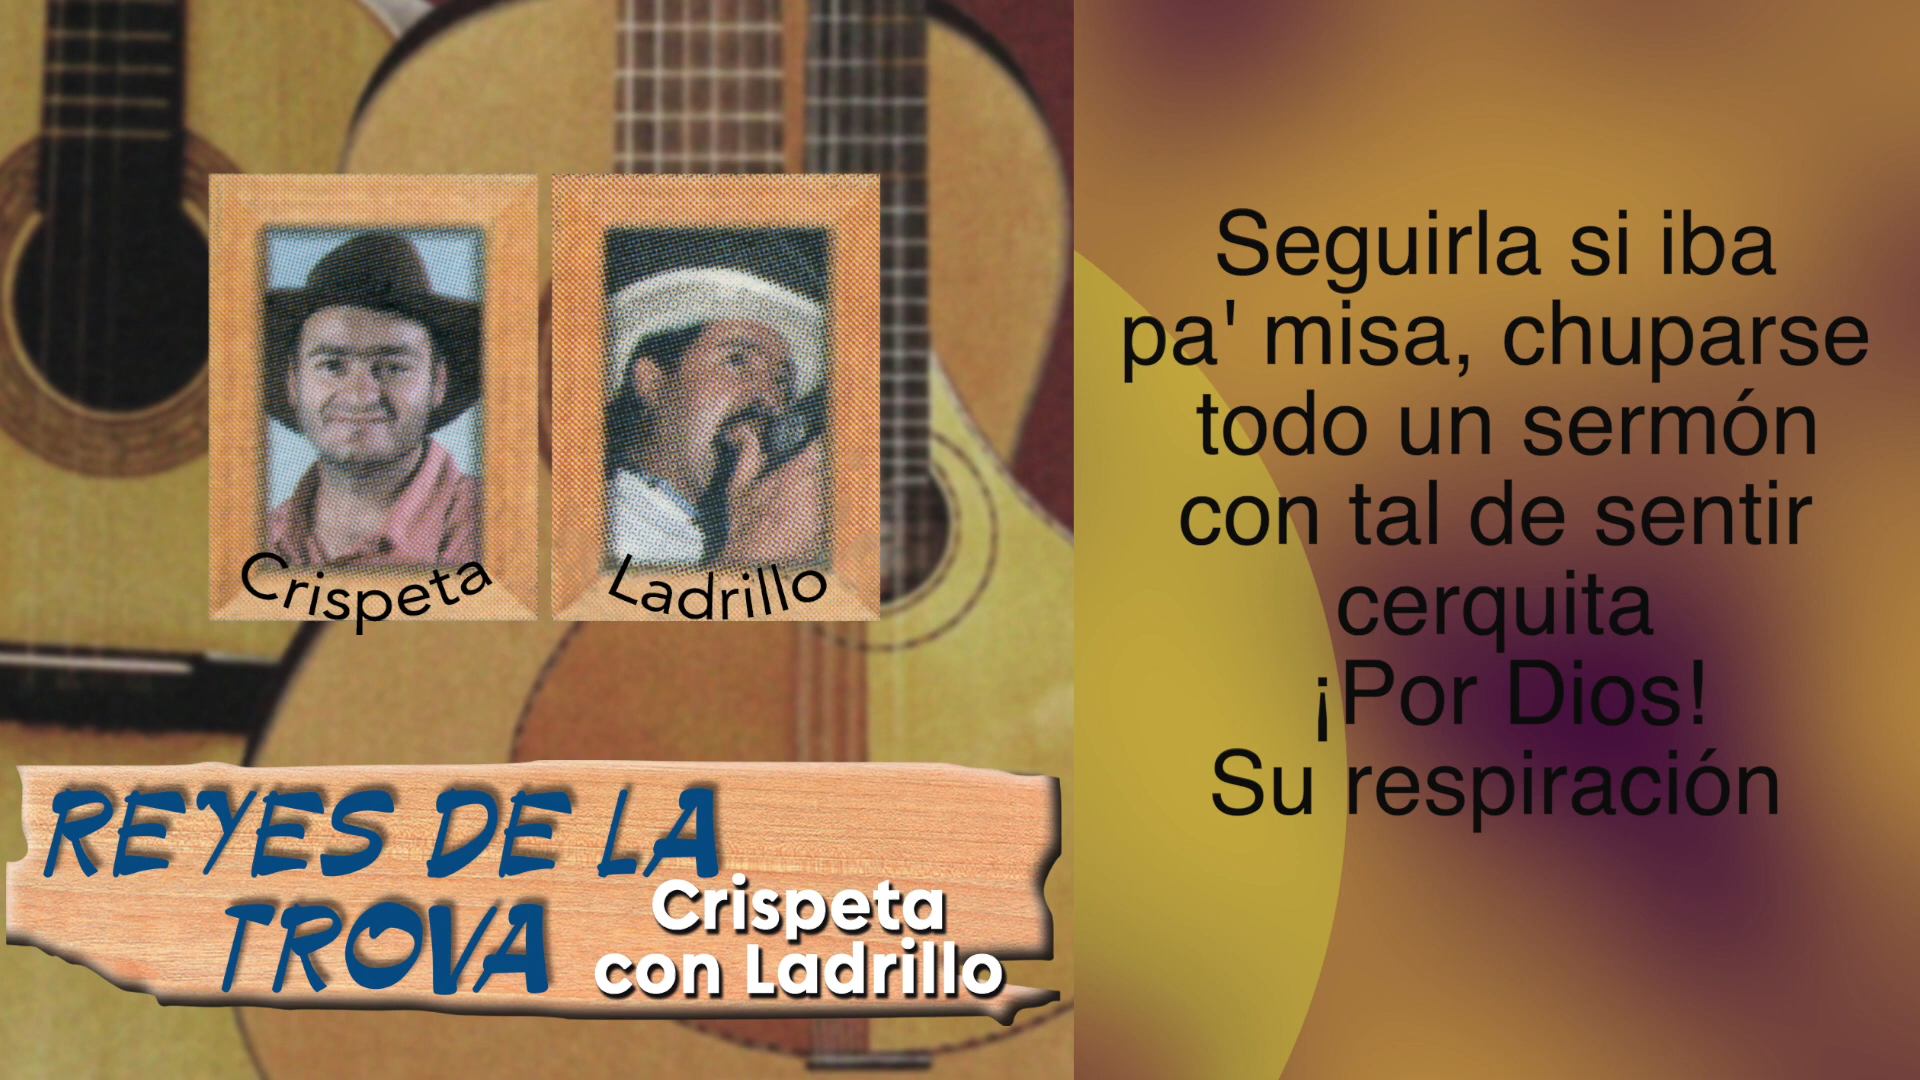 Crispeta
Ladrillo
REYES DE LA
TROVA
Crispeta
con Ladrillo
Seguirla si iba
pa' misa, chuparse
todo un sermón
con tal de sentir
cerquita
¡Por Dios!
Su respiración